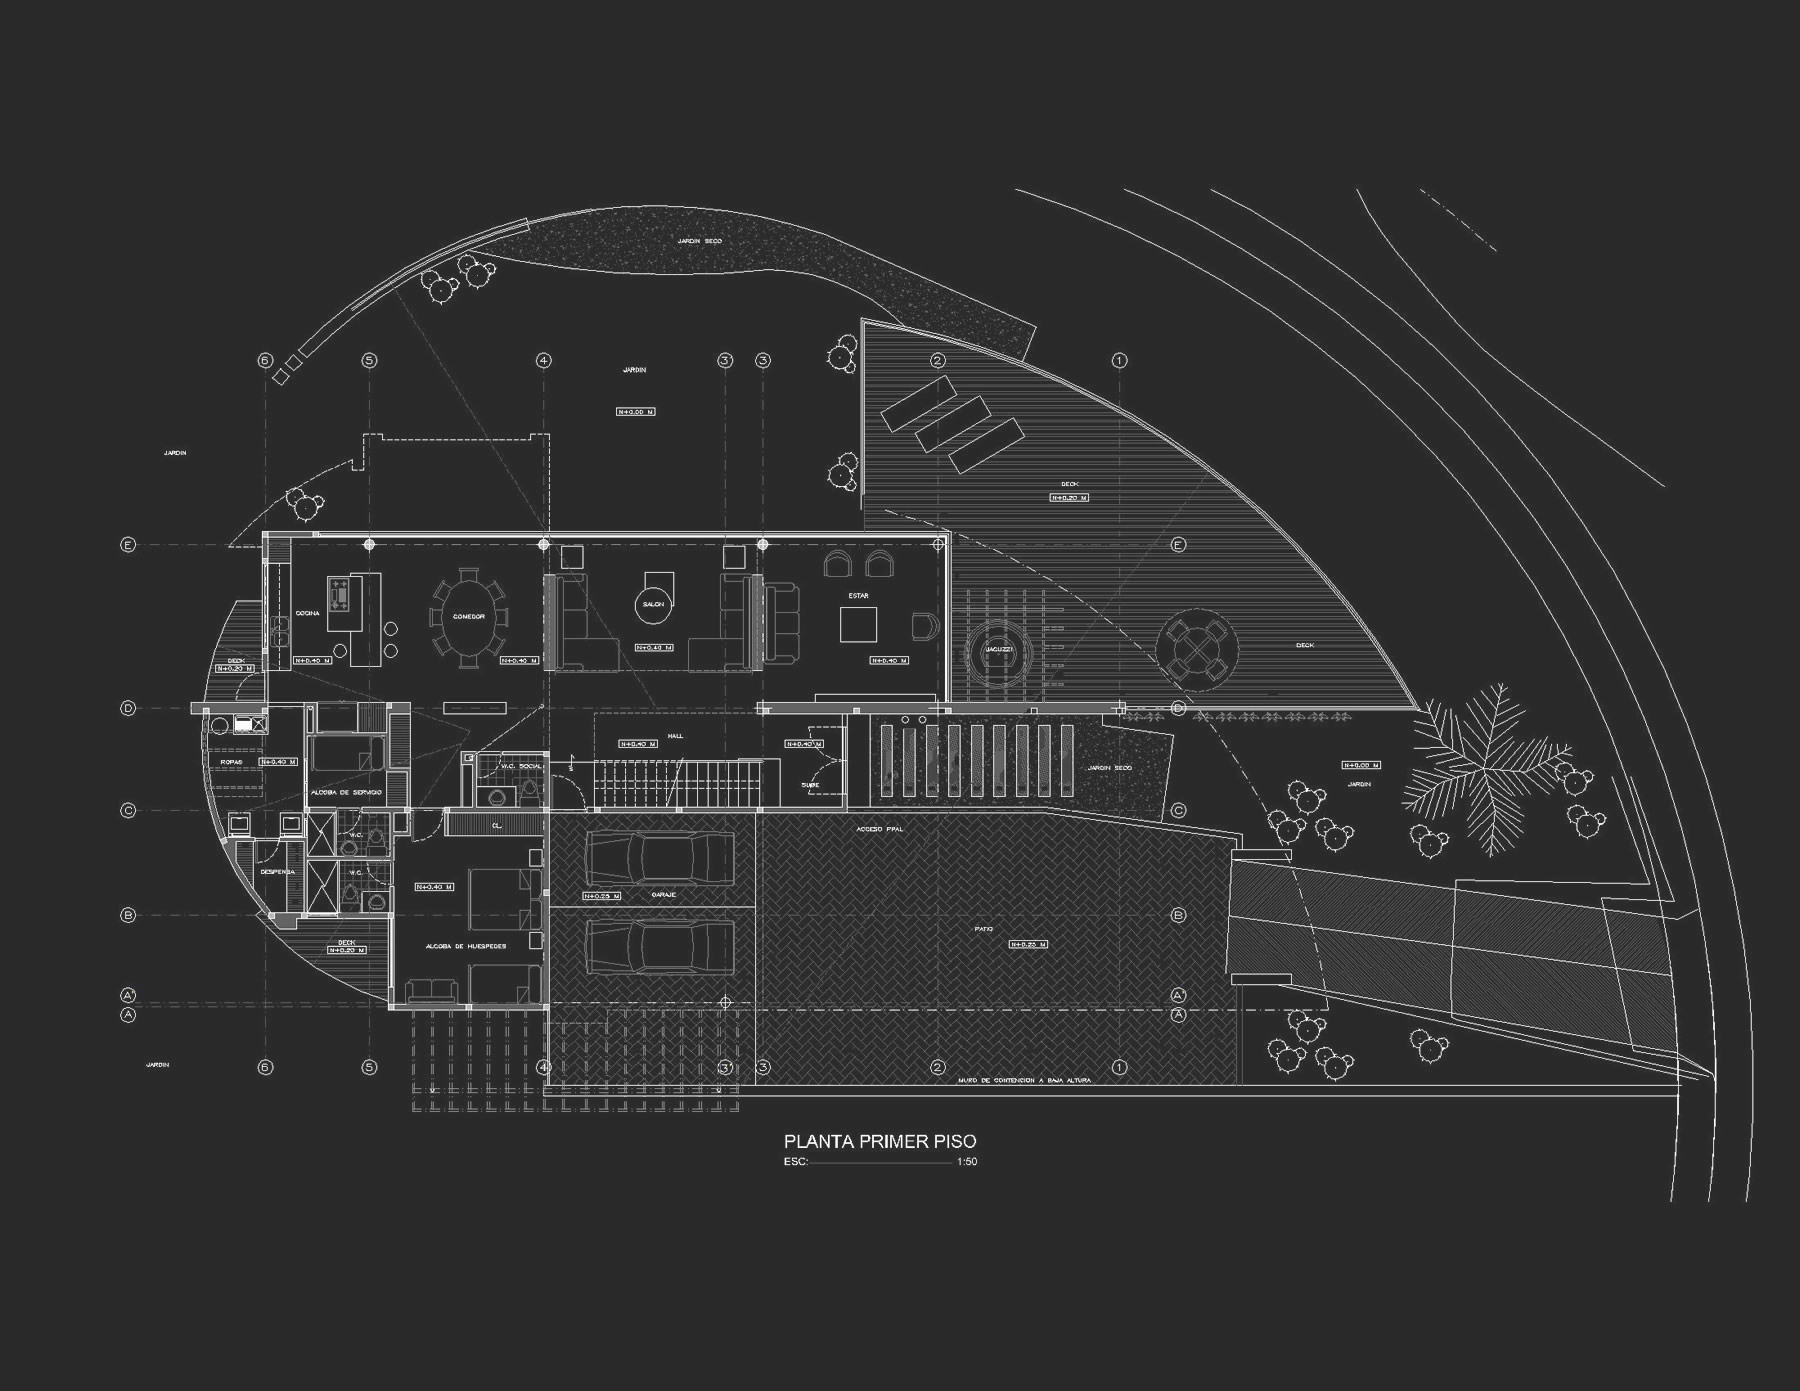 JARDIN SECO
6 5 4 3' 3 2 1
JARDIN
N+0.00 M
JARDIN
DECK
N+0.20 M
E E
COCINA
COMEDOR
SALON
ESTAR
N+0.40 M
N+0.40 M
N+0.40 M
N+0.40 M
JACUZZI
DECK
DECK
N+0.20 M
D D
HALL
N+0.40 M
N+0.40 M
ROPAS
N+0.40 M
W.C. SOCIAL
JARDIN SECO
N+0.00 M
JARDIN
ALCOBA DE SERVICIO
SUBE
C C
CL.
ACCESO PPAL
W.C.
DESPENSA
W.C.
N+0.40 M
N+0.25 M
GARAJE
B B
PATIO
N+0.25 M
DECK
N+0.20 M
ALCOBA DE HUESPEDES
A' A'
A A
JARDIN
6 5 4 3' 3 2 1
MURO DE CONTENCION A BAJA ALTURA
PLANTA PRIMER PISO
ESC: 1:50